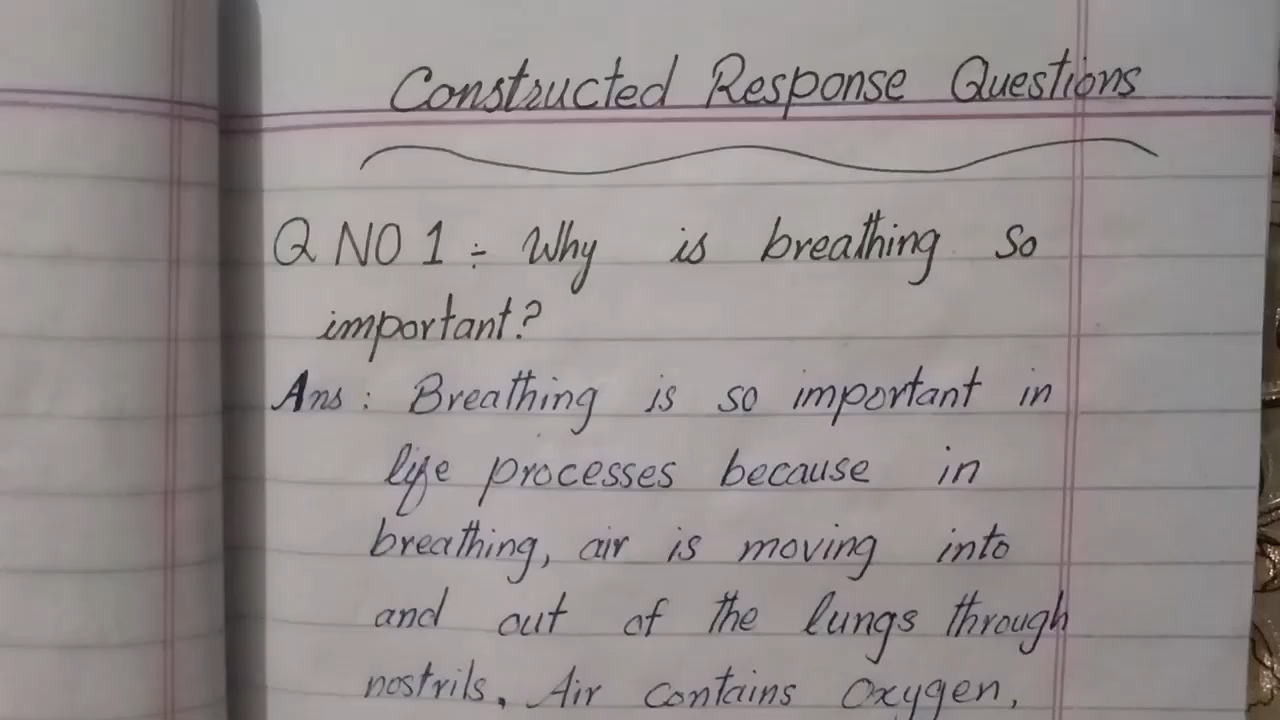 Constructed Response Questions
Q NO 1 ÷ Why is breathing so
important?
Ans : Breathing is so important in
life processes because in
breathing, air is moving into
and out of the lungs through
nostrils. Air contains Oxygen,